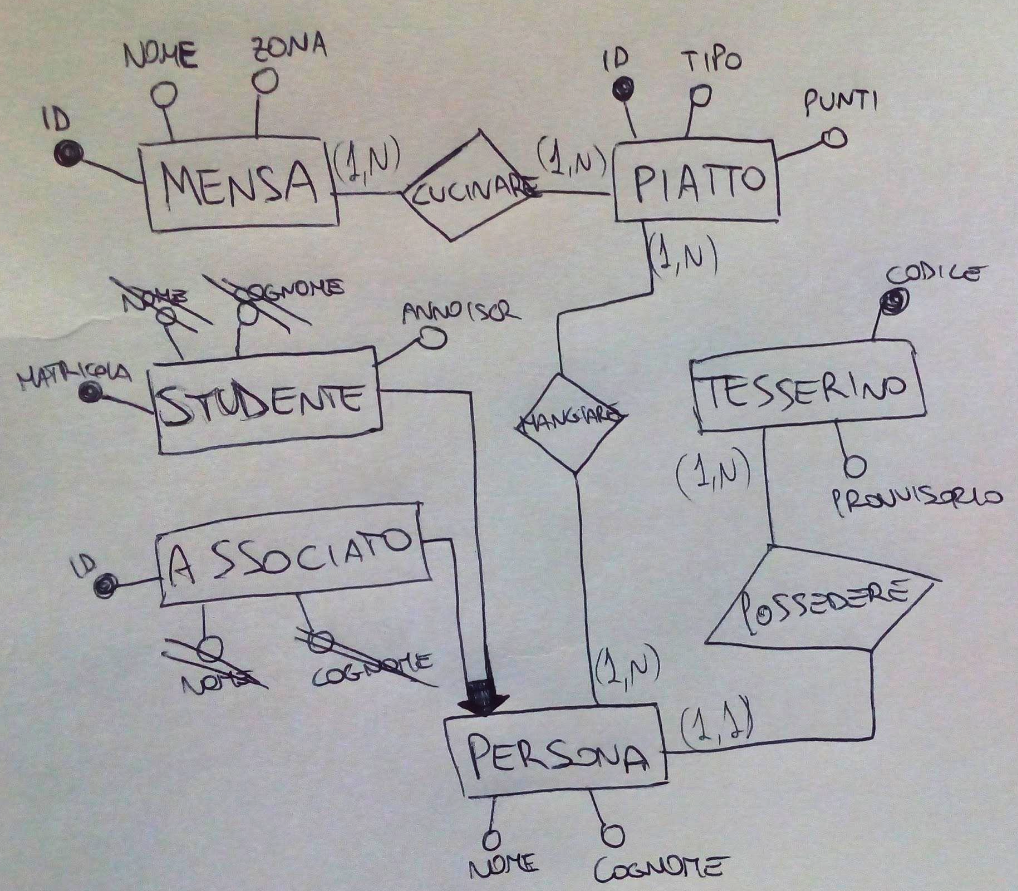 NOME
ZONA
ID
MENSA
(1,N)
CUCINARE
(1,N)
ID
TIPO
PUNTI
PIATTO
(1,N)
NOME
COGNOME
ANNOISCR
MATRICOLA
STUDENTE
MANGIARE
CODICE
TESSERINO
(1,N)
PROVVISORIO
ID
ASSOCIATO
NOME
COGNOME
POSSEDERE
(1,N)
(1,1)
PERSONA
NOME
COGNOME